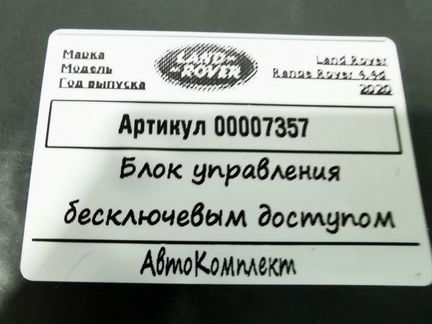 Марка
Модель
Год выпуска
LAND-
-ROVER
Land Rover
Range Rover 4.4d.
2020
Артикул 00007357
Блок управления
бесключевым доступом
АвтоКомплект